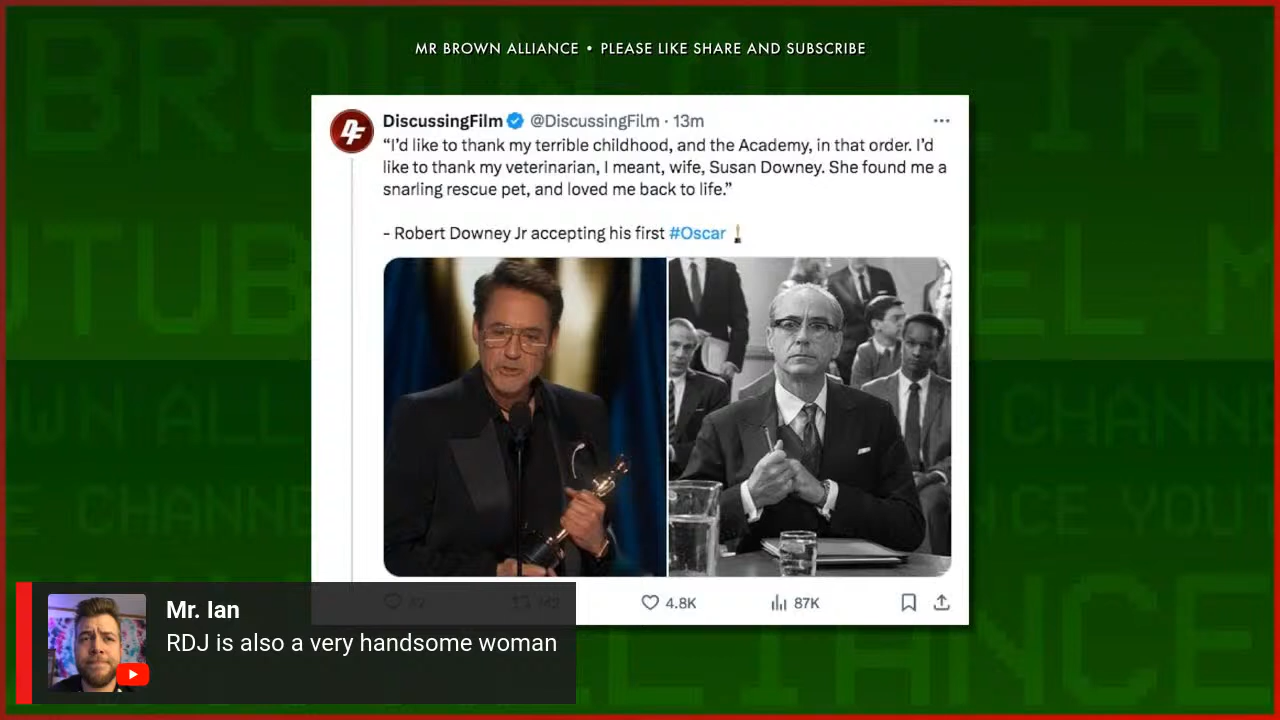 MR BROWN ALLIANCE • PLEASE LIKE SHARE AND SUBSCRIBE
DiscussingFilm @DiscussingFilm · 13m
“I’d like to thank my terrible childhood, and the Academy, in that order. I’d
like to thank my veterinarian, I meant, wife, Susan Downey. She found me a
snarling rescue pet, and loved me back to life.”
- Robert Downey Jr accepting his first #Oscar
4.8K 87K
Mr. Ian
RDJ is also a very handsome woman